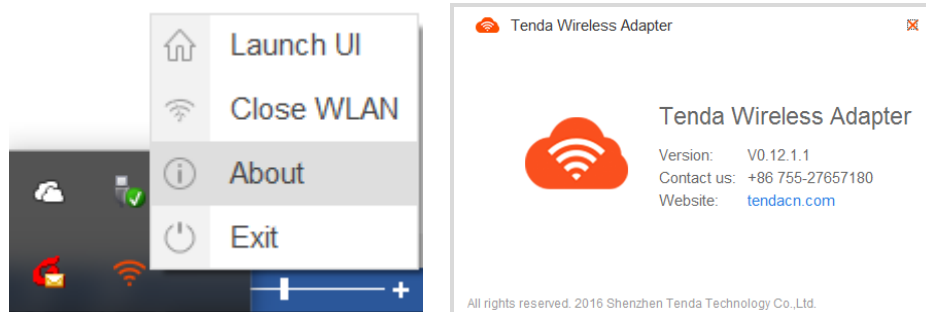 Launch UI
Close WLAN
About
Exit
Tenda Wireless Adapter
Tenda Wireless Adapter
Version: V0.12.1.1
Contact us: +86 755-27657180
Website: tendacn.com
All rights reserved. 2016 Shenzhen Tenda Technology Co.,Ltd.